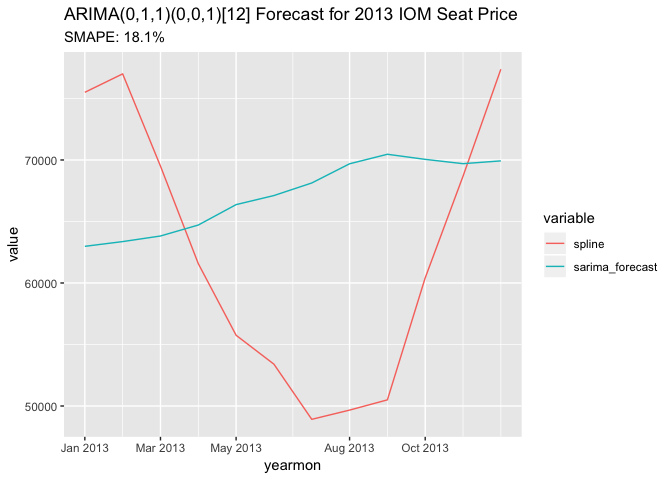 ARIMA(0,1,1)(0,0,1)[12] Forecast for 2013 IOM Seat Price
SMAPE: 18.1%
value
70000
60000
50000
Jan 2013 Mar 2013 May 2013 Aug 2013 Oct 2013
yearmon
variable
spline
sarima_forecast